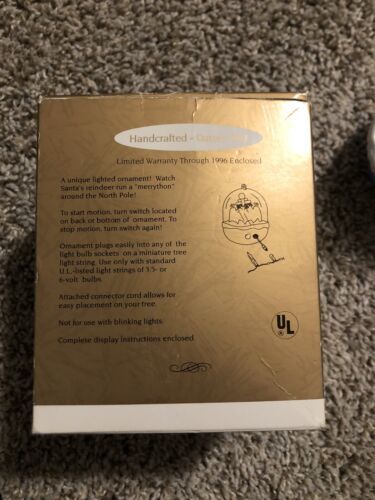 Handcrafted - Dated
Limited Warranty Through 1996 Enclosed
A unique lighted ornament! Watch
Santa's reindeer run a "merrython"
around the North Pole!
To start motion, turn switch located
on back or bottom of ornament. To
stop motion, turn switch again!
Ornament plugs easily into any of the
light bulb sockets on a miniature tree
light string. Use only with standard
U.L.-listed light strings of 3.5- or
6-volt bulbs.
Attached connector cord allows for
easy placement on your tree.
Not for use with blinking lights.
Complete display instructions enclosed
UL